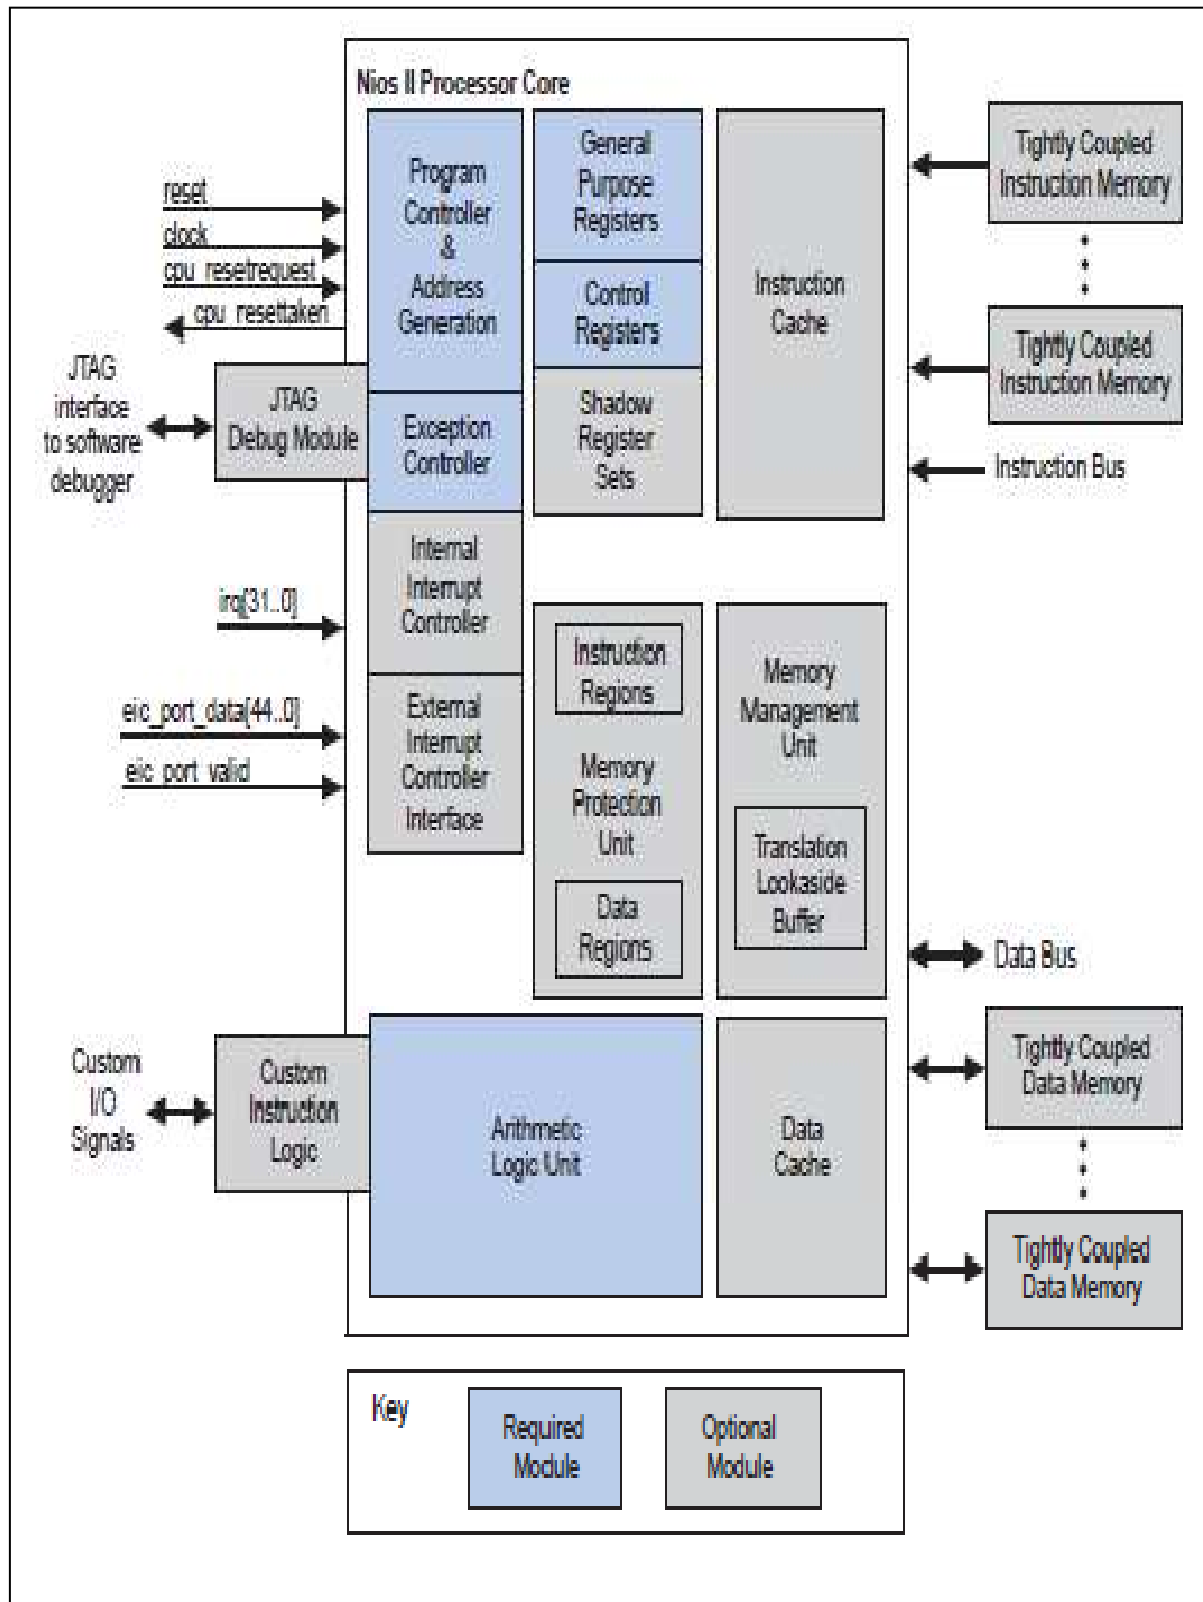 Nios II Processor Core
Program
Controller
&
Address
Generation
General
Purpose
Registers
Control
Registers
Shadow
Register
Sets
Instruction
Cache
Tightly Coupled
Instruction Memory
Tightly Coupled
Instruction Memory
Instruction Bus
reset
clock
cpu_resetrequest
cpu_resettaken
JTAG
interface
to software
debugger
JTAG
Debug Module
Exception
Controller
Internal
Interrupt
Controller
irq[31..0]
External
Interrupt
Controller
Interface
eic_port_data[44..0]
eic_port_valid
Instruction
Regions
Memory
Protection
Unit
Data
Regions
Memory
Management
Unit
Translation
Lookaside
Buffer
Data Bus
Custom
I/O
Signals
Custom
Instruction
Logic
Arithmetic
Logic Unit
Data
Cache
Tightly Coupled
Data Memory
Tightly Coupled
Data Memory
Key
Required
Module
Optional
Module